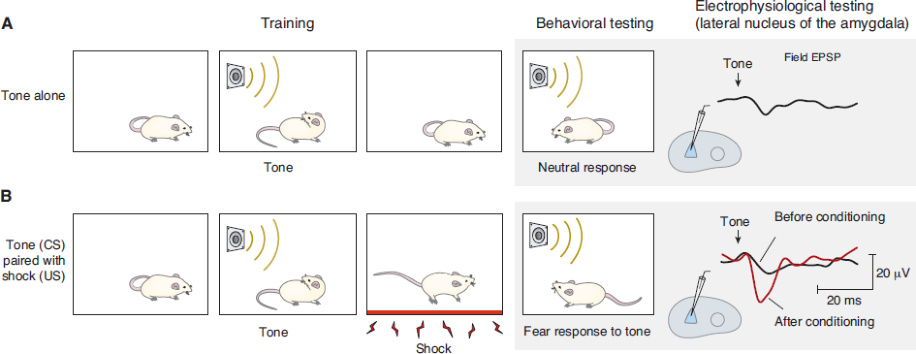 Electrophysiological testing
A Training Behavioral testing (lateral nucleus of the amygdala)
Tone Field EPSP
Tone alone
Tone Neutral response
B
Tone Before conditioning
Tone (CS)
paired with
shock (US)
20 μV
20 ms
After conditioning
Tone Fear response to tone
Shock